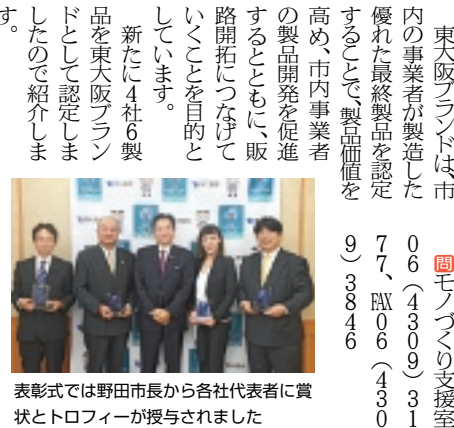 東大阪ブランドは、市
内の事業者が製造した
優れた最終製品を認定
することで、製品価値を
高め、市内事業者
の製品開発を促進
するとともに、販
路開拓につなげて
いくことを目的と
しています。
新たに4社6製
品を東大阪ブラン
ドとして認定しま
したので紹介しま
す。
問モノづくり支援室
06(4309)31
77、FAX06(430
9)3846
表彰式では野田市長から各社代表者に賞
状とトロフィーが授与されました